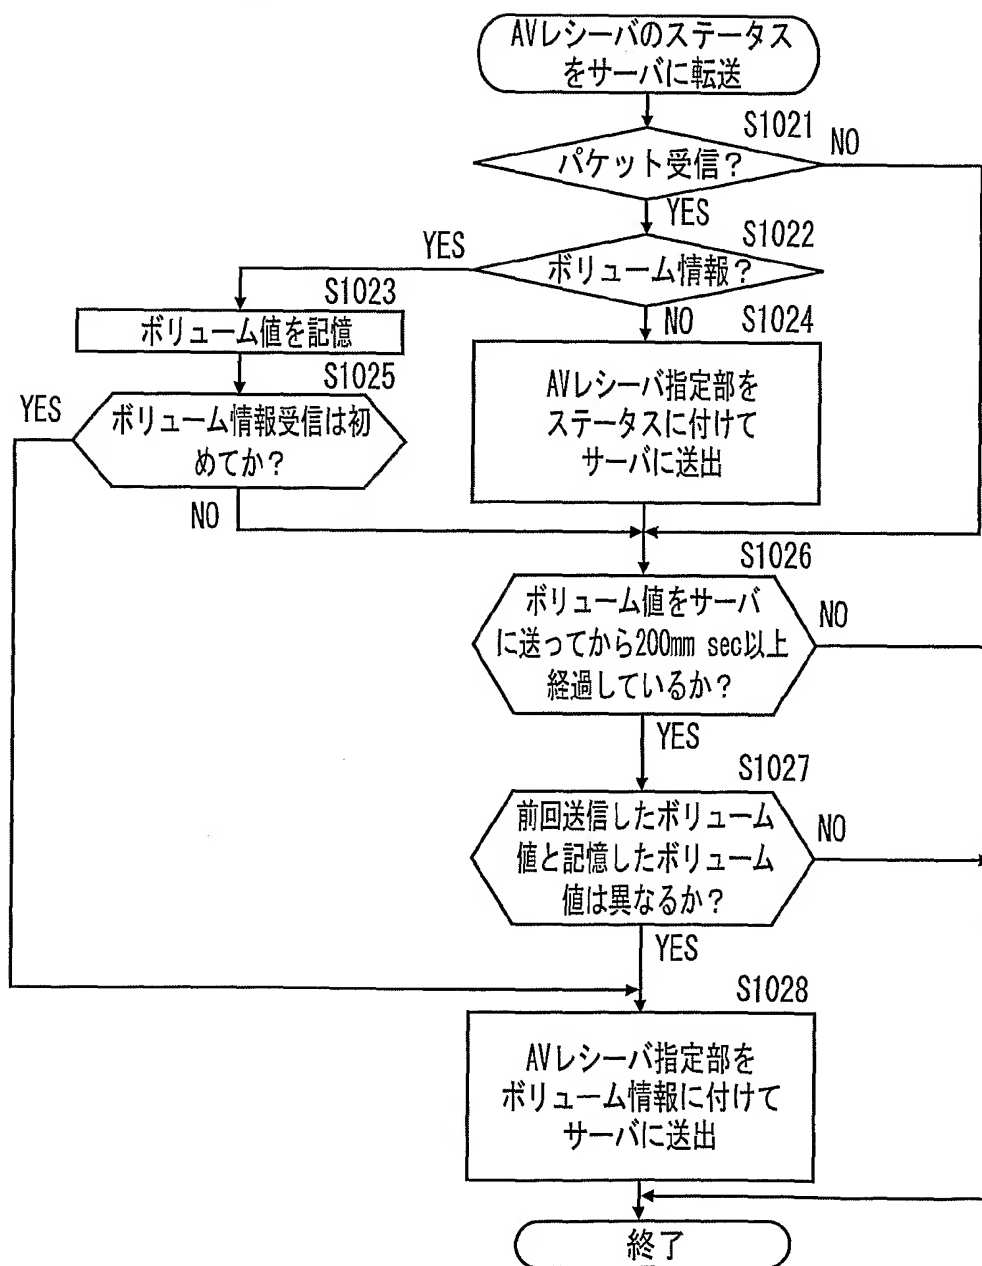 AVレシーバのステータス
をサーバに転送
S1021
NO
パケット受信?
YES
S1022
YES
ボリューム情報?
S1023
NO
S1024
ボリューム値を記憶
S1025
AVレシーバ指定部を
ステータスに付けて
サーバに送出
YES
ボリューム情報受信は初
めてか?
NO
S1026
ボリューム値をサーバ
に送ってから200mm sec以上
経過しているか?
NO
YES
S1027
前回送信したボリューム
値と記憶したボリューム
値は異なるか?
NO
YES
S1028
AVレシーバ指定部を
ボリューム情報に付けて
サーバに送出
終了